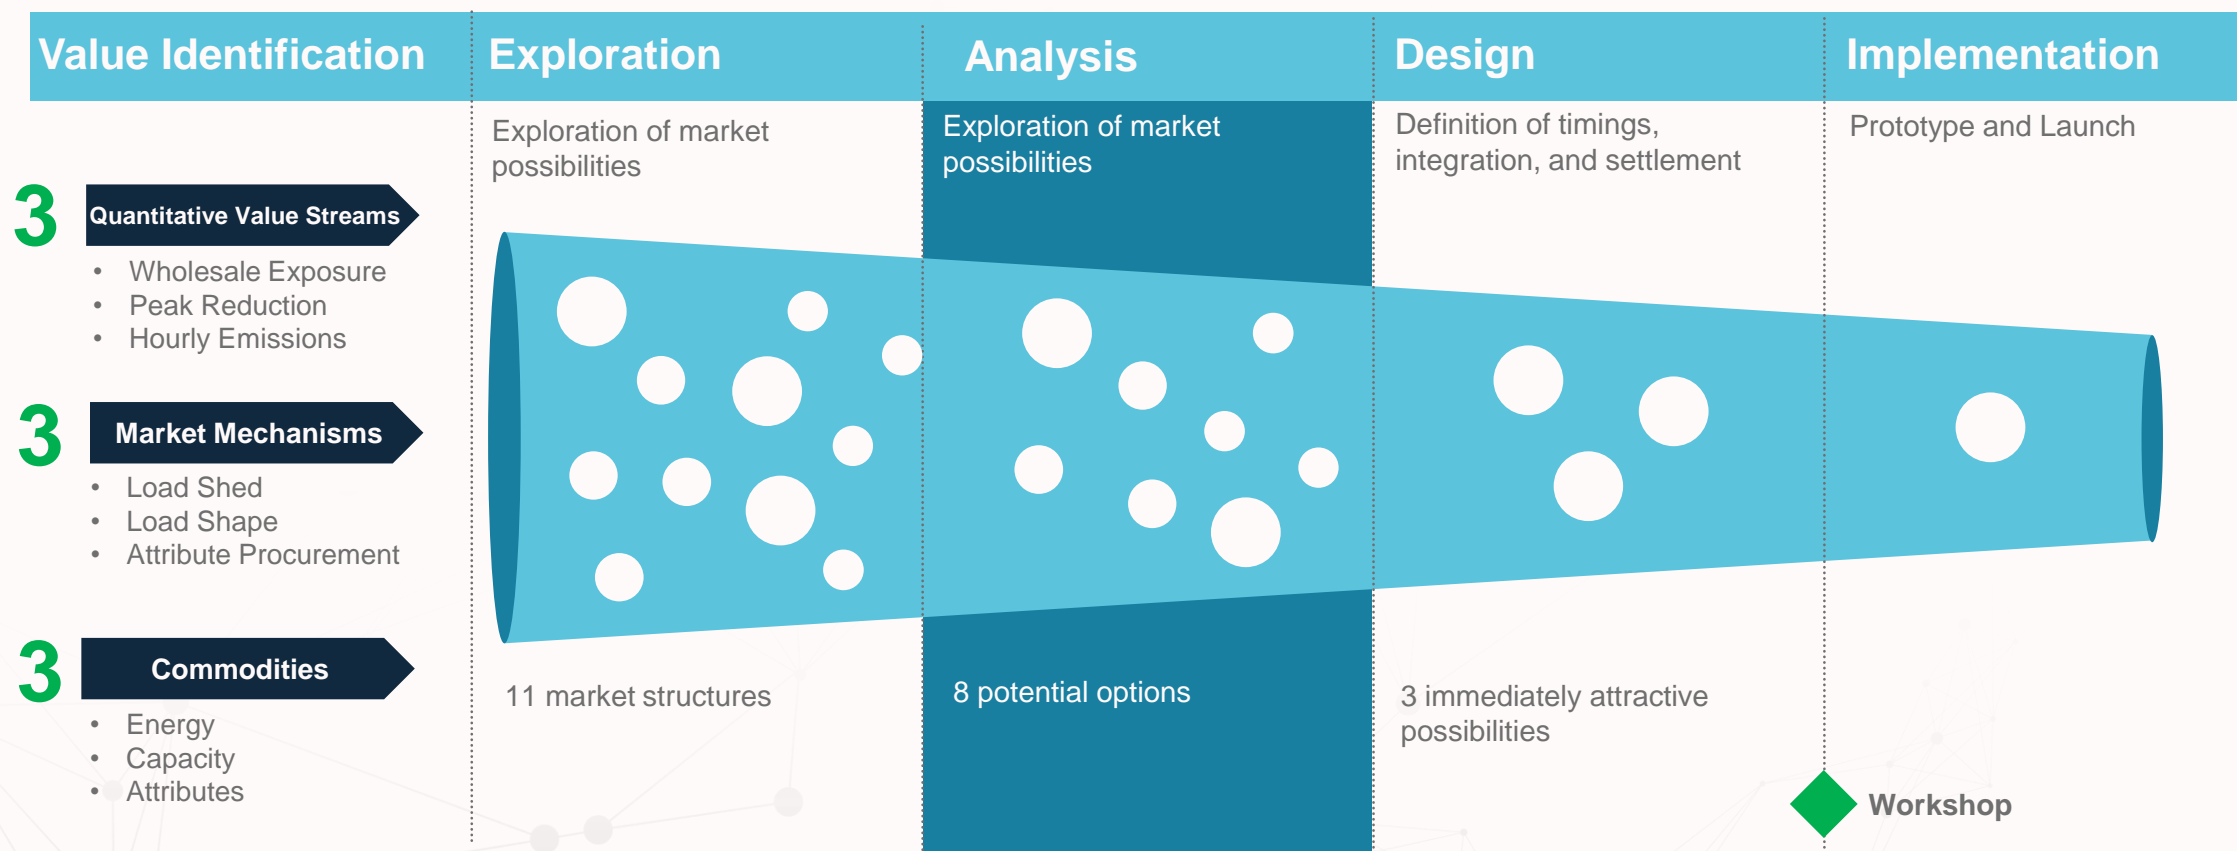 Value Identification
Exploration
Analysis
Design
Implementation
Exploration of market
possibilities
Exploration of market
possibilities
Definition of timings,
integration, and settlement
Prototype and Launch
3
Quantitative Value Streams
• Wholesale Exposure
• Peak Reduction
• Hourly Emissions
3
Market Mechanisms
• Load Shed
• Load Shape
• Attribute Procurement
3
Commodities
• Energy
• Capacity
• Attributes
11 market structures
8 potential options
3 immediately attractive
possibilities
Workshop